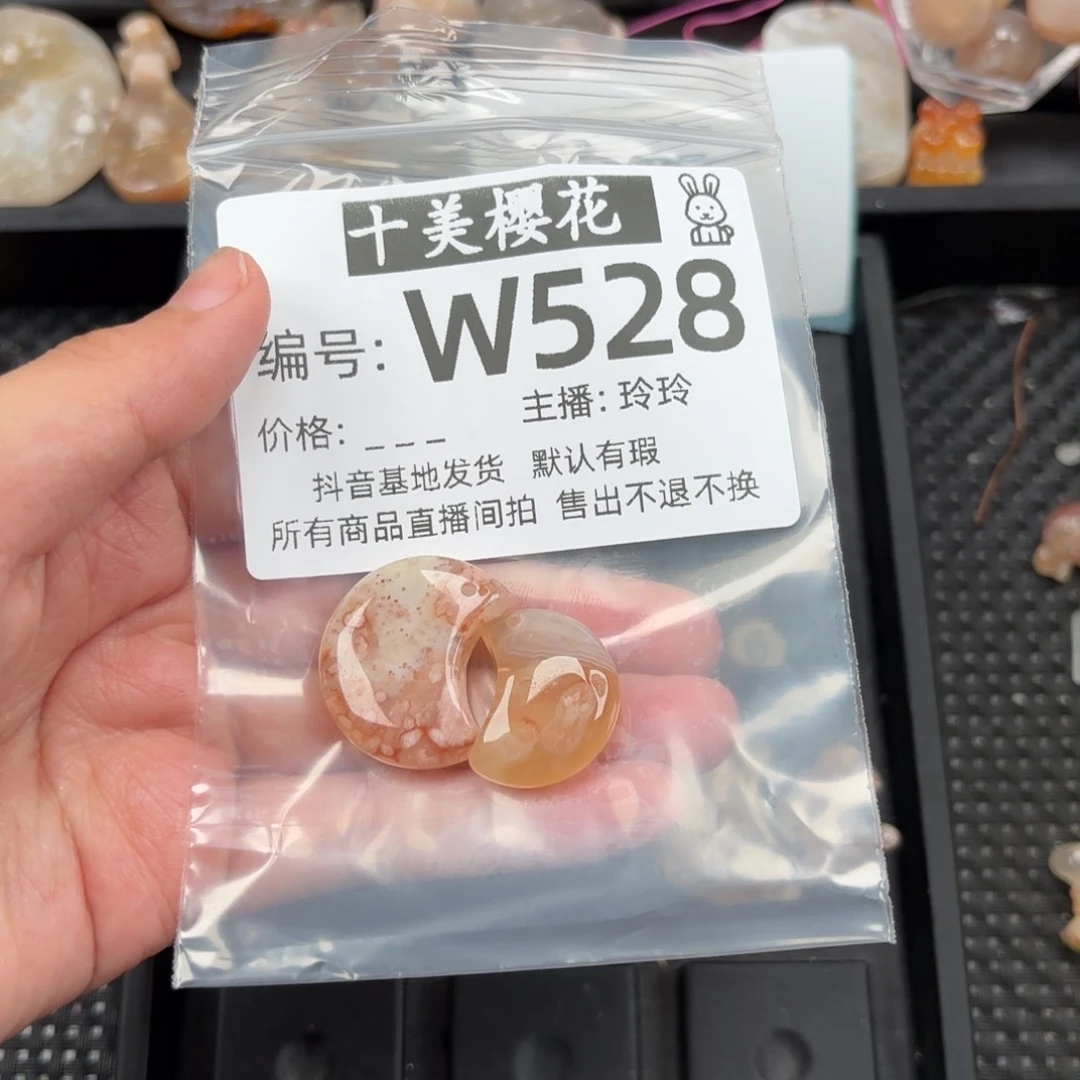 十美樱花
编号: W528
价格: _ _ _ 主播: 玲玲
抖音基地发货 默认有瑕
所有商品直播间拍 售出不退不换